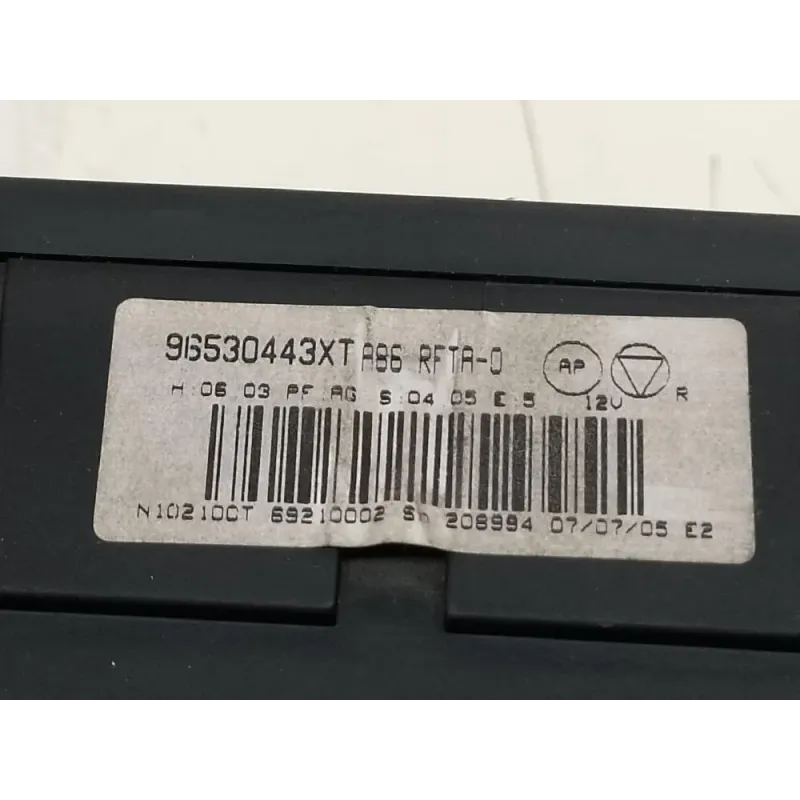 96530443XT A86 RFTA-0 AP
H:06.03 PF:AG S:04.05 E:5 12V R
N102100T 69210002 Sn 208994 07/07/05 E2